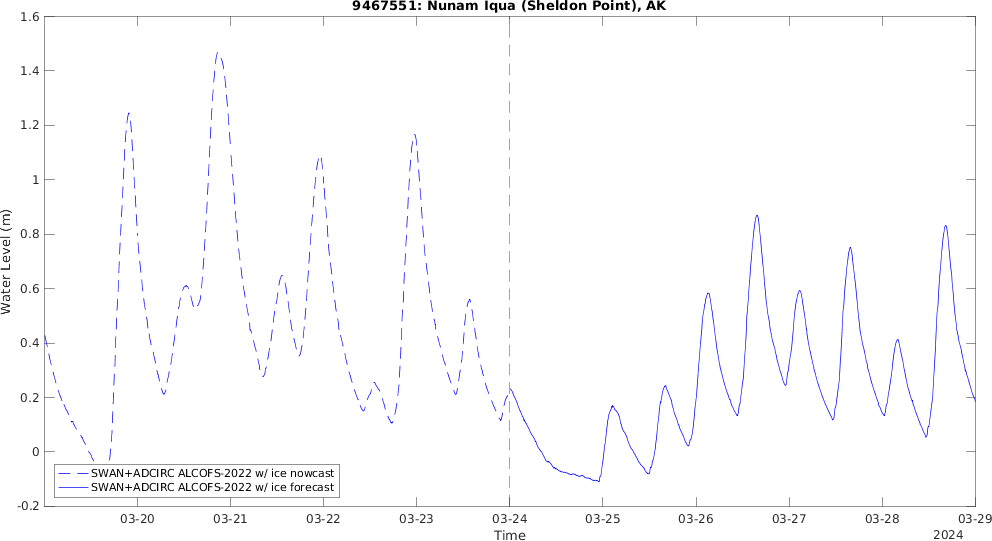 9467551: Nunam Iqua (Sheldon Point), AK
1.6
1.4
1.2
1
0.8
0.6
0.4
0.2
0
-0.2
Water Level (m)
SWAN+ADCIRC ALCOFS-2022 w/ ice nowcast
SWAN+ADCIRC ALCOFS-2022 w/ ice forecast
03-20 03-21 03-22 03-23 03-24 03-25 03-26 03-27 03-28 03-29
Time
2024